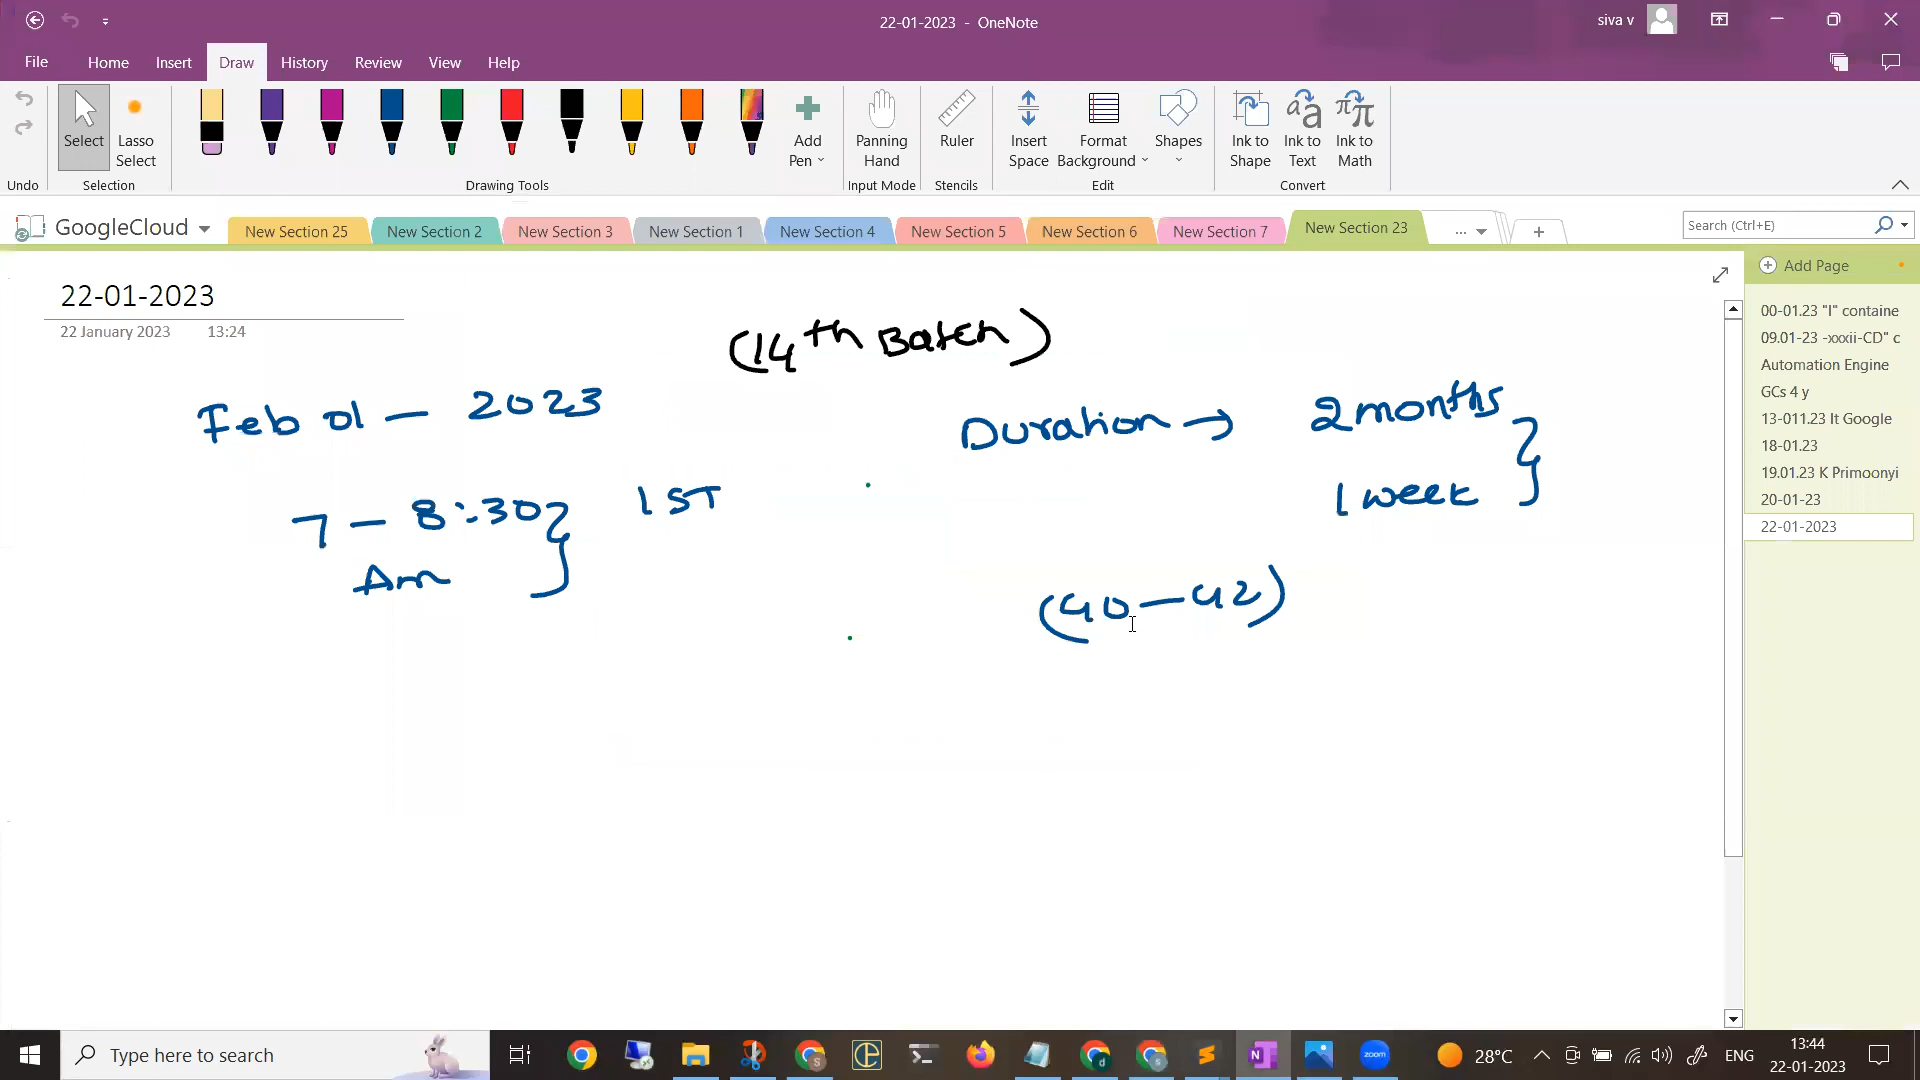 22-01-2023 - OneNote
siva v
File Home Insert Draw History Review View Help
Select
Lasso Select
Add Pen
Panning Hand
Ruler
Insert Space
Format Background
Shapes
Ink to Shape
Ink to Text
Ink to Math
Undo Selection Drawing Tools Input Mode Stencils Edit Convert
GoogleCloud New Section 25 New Section 2 New Section 3 New Section 1 New Section 4 New Section 5 New Section 6 New Section 7 New Section 23 ... Search (Ctrl+E)
Add Page
22-01-2023
22 January 2023 13:24
(14th Batch)
Feb 01 — 2023
Duration → 2 months
1 week
7 — 8:30 IST
Am
(40 — 42)
00-01.23 "I" containe
09.01-23 -xxxii-CD" c
Automation Engine
GCs 4 y
13-011.23 It Google
18-01.23
19.01.23 K Primoonyi
20-01-23
22-01-2023
Type here to search
zoom
28°C
ENG
13:44
22-01-2023